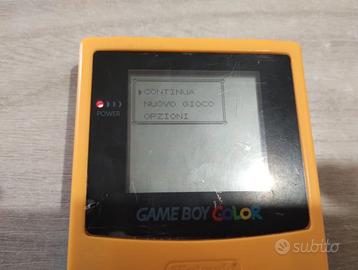 CONTINUA
NUOVO GIOCO
OPZIONI
POWER
GAME BOY COLOR
subito